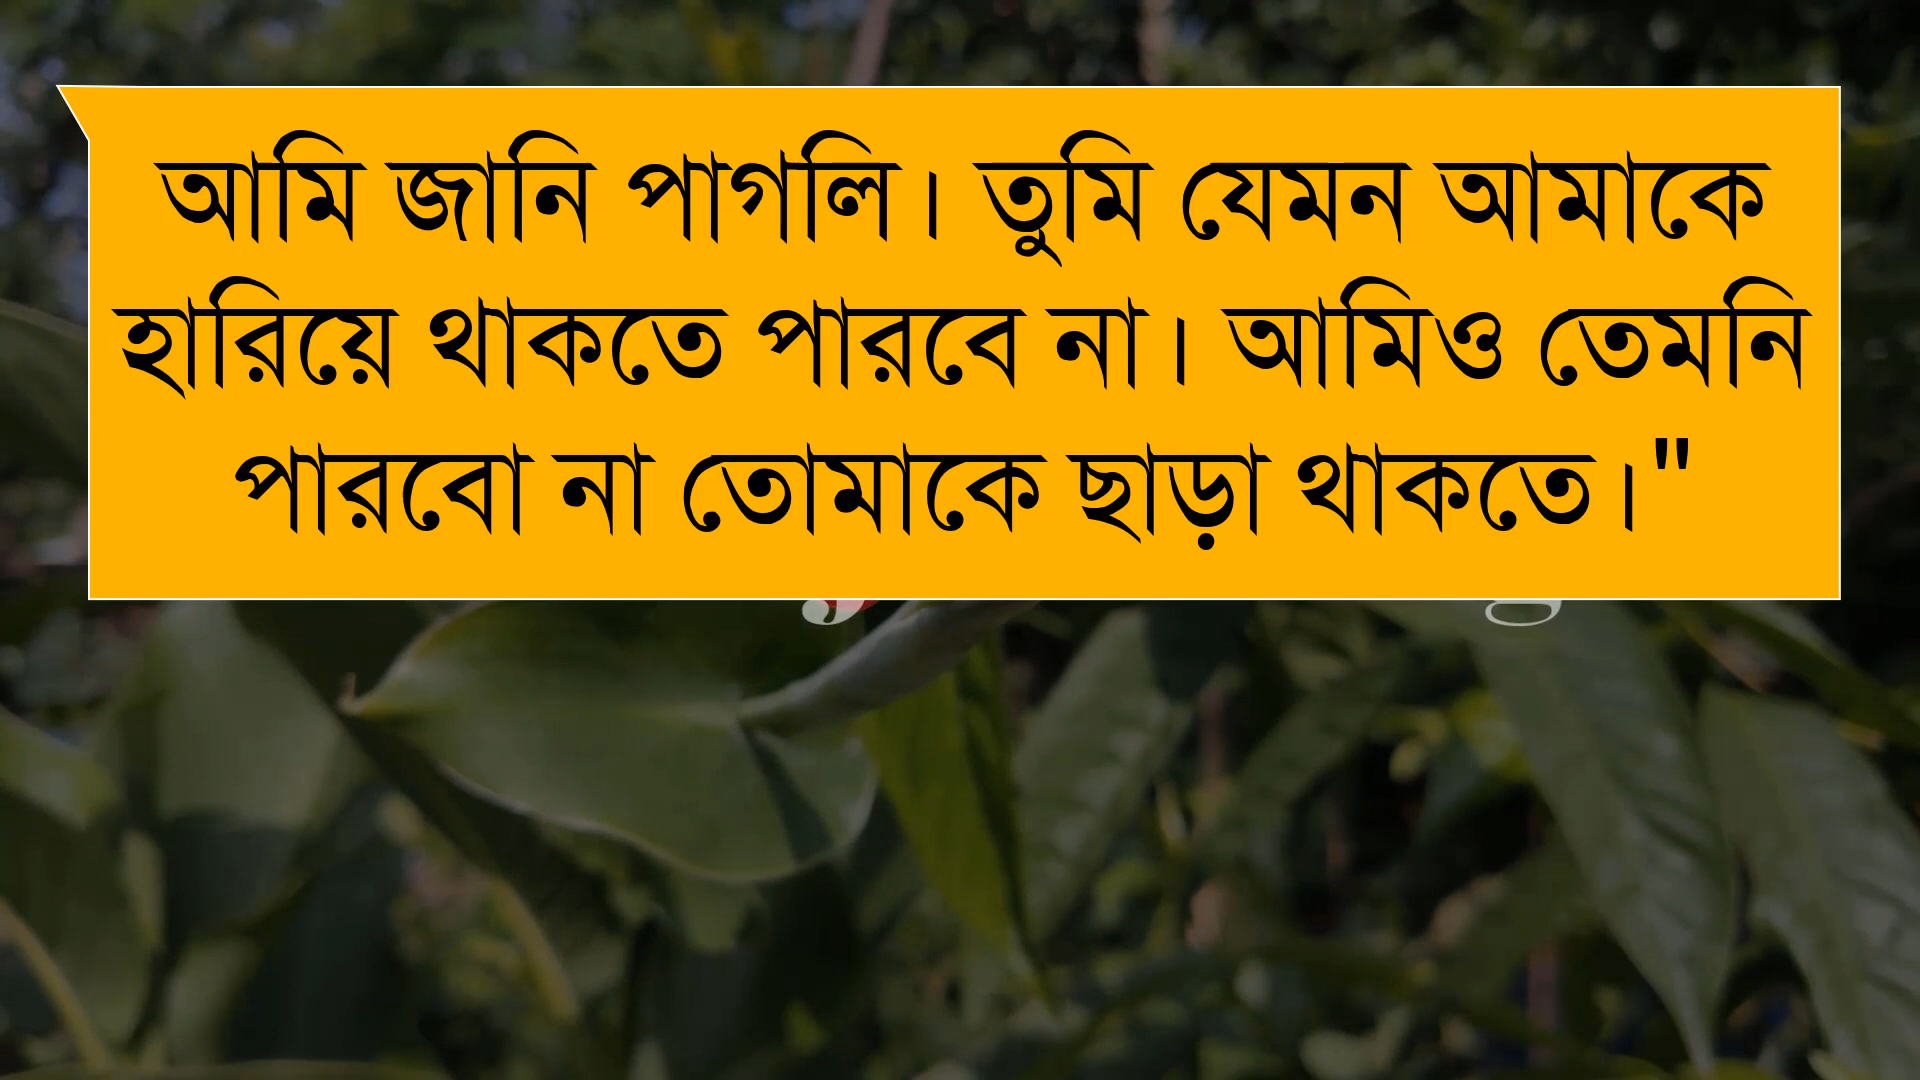 আমি জানি পাগলি। তুমি যেমন আমাকে
হারিয়ে থাকতে পারবে না। আমিও তেমনি
পারবো না তোমাকে ছাড়া থাকতে।"